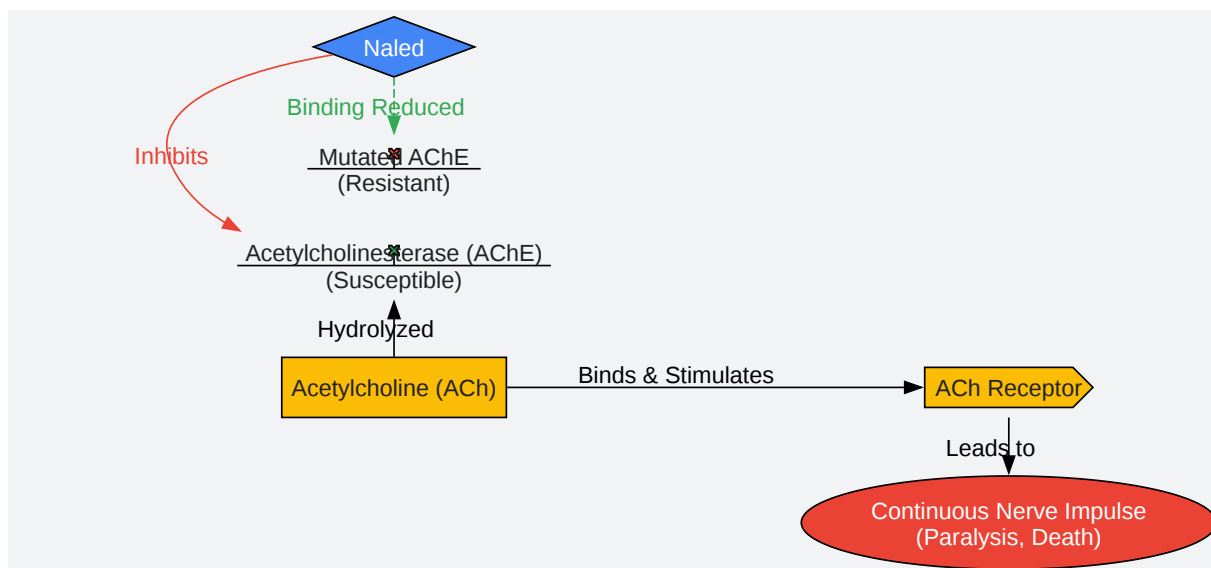 Naled
Binding Reduced
Inhibits
Mutated AChE
(Resistant)
Acetylcholinesterase (AChE)
(Susceptible)
Hydrolyzed
Acetylcholine (ACh)
Binds & Stimulates
ACh Receptor
Leads to
Continuous Nerve Impulse
(Paralysis, Death)